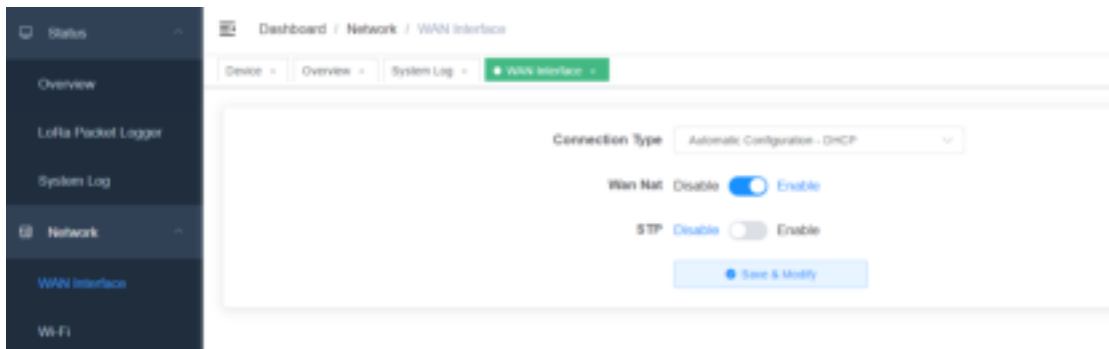 Status
Overview
LoRa Packet Logger
System Log
Network
WAN Interface
Wi-Fi
Dashboard / Network / WAN Interface
Device × Overview × System Log × WAN Interface ×
Connection Type Automatic Configuration - DHCP
Wan Nat Disable Enable
STP Disable Enable
Save & Modify